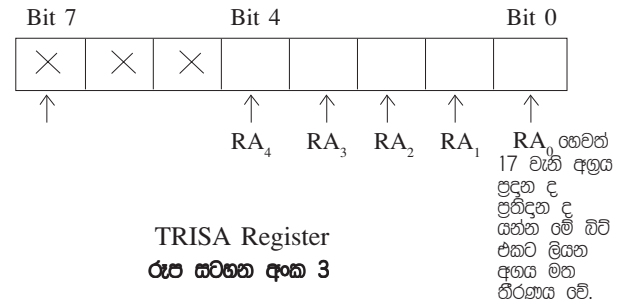 Bit 7 Bit 4 Bit 0
RA₄ RA₃ RA₂ RA₁ RA₀ හෙවත්
17 වැනි අග්‍රය
ප්‍රදාන ද
ප්‍රතිදාන ද
යන්න මේ බිට්
එකට ලියන
අගය මත
තීරණය වේ.
TRISA Register
රූප සටහන අංක 3